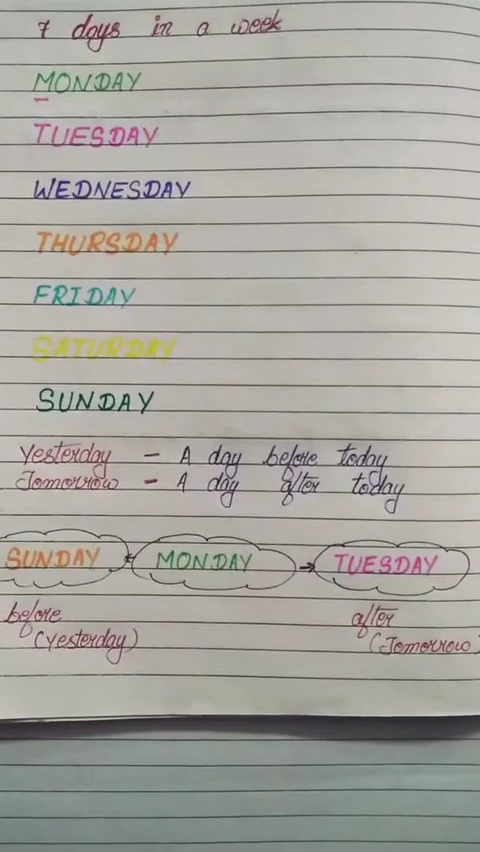 7 days in a week
MONDAY
TUESDAY
WEDNESDAY
THURSDAY
FRIDAY
SATURDAY
SUNDAY
Yesterday - A day before today
Tomorrow - A day after today
SUNDAY ← MONDAY → TUESDAY
before after
(Yesterday) (Tomorrow